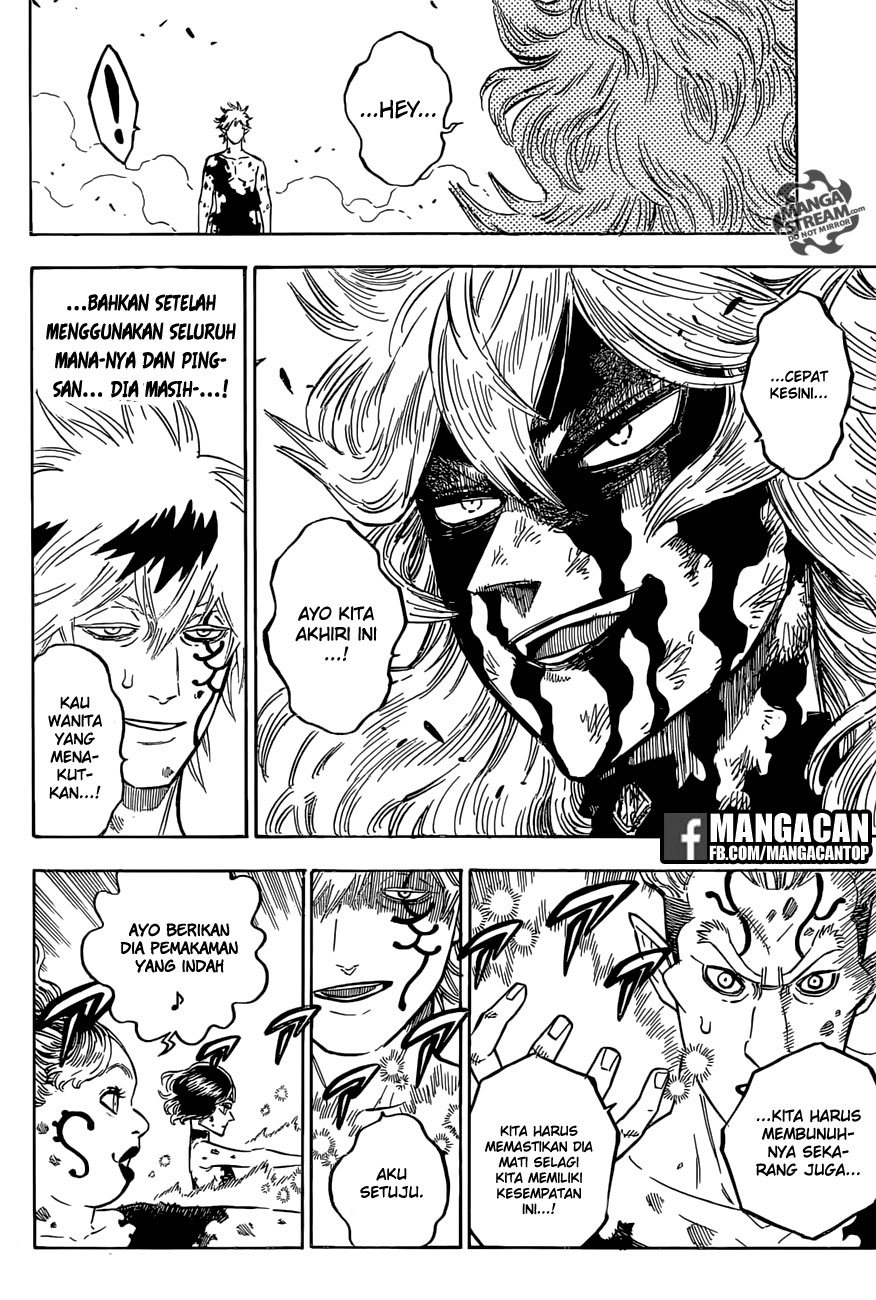 ...HEY...
!
MANGA
STREAM.com
DO NOT MIRROR
...CEPAT
KESINI...
AYO KITA
AKHIRI INI
...!
...BAHKAN SETELAH
MENGGUNAKAN SELURUH
MANA-NYA DAN PING-
SAN... DIA MASIH-...!
KAU
WANITA
YANG
MENA-
KUT-
KAN...!
f MANGACAN
FB.COM/MANGACANTOP
...KITA HARUS
MEMBUNUH-
NYA SEKA-
RANG JUGA...
KITA HARUS
MEMASTIKAN DIA
MATI SELAGI
KITA MEMILIKI
KESEMPATAN
INI...!
AKU
SETUJU.
AYO BERIKAN
DIA PEMAKAMAN
YANG INDAH
♪